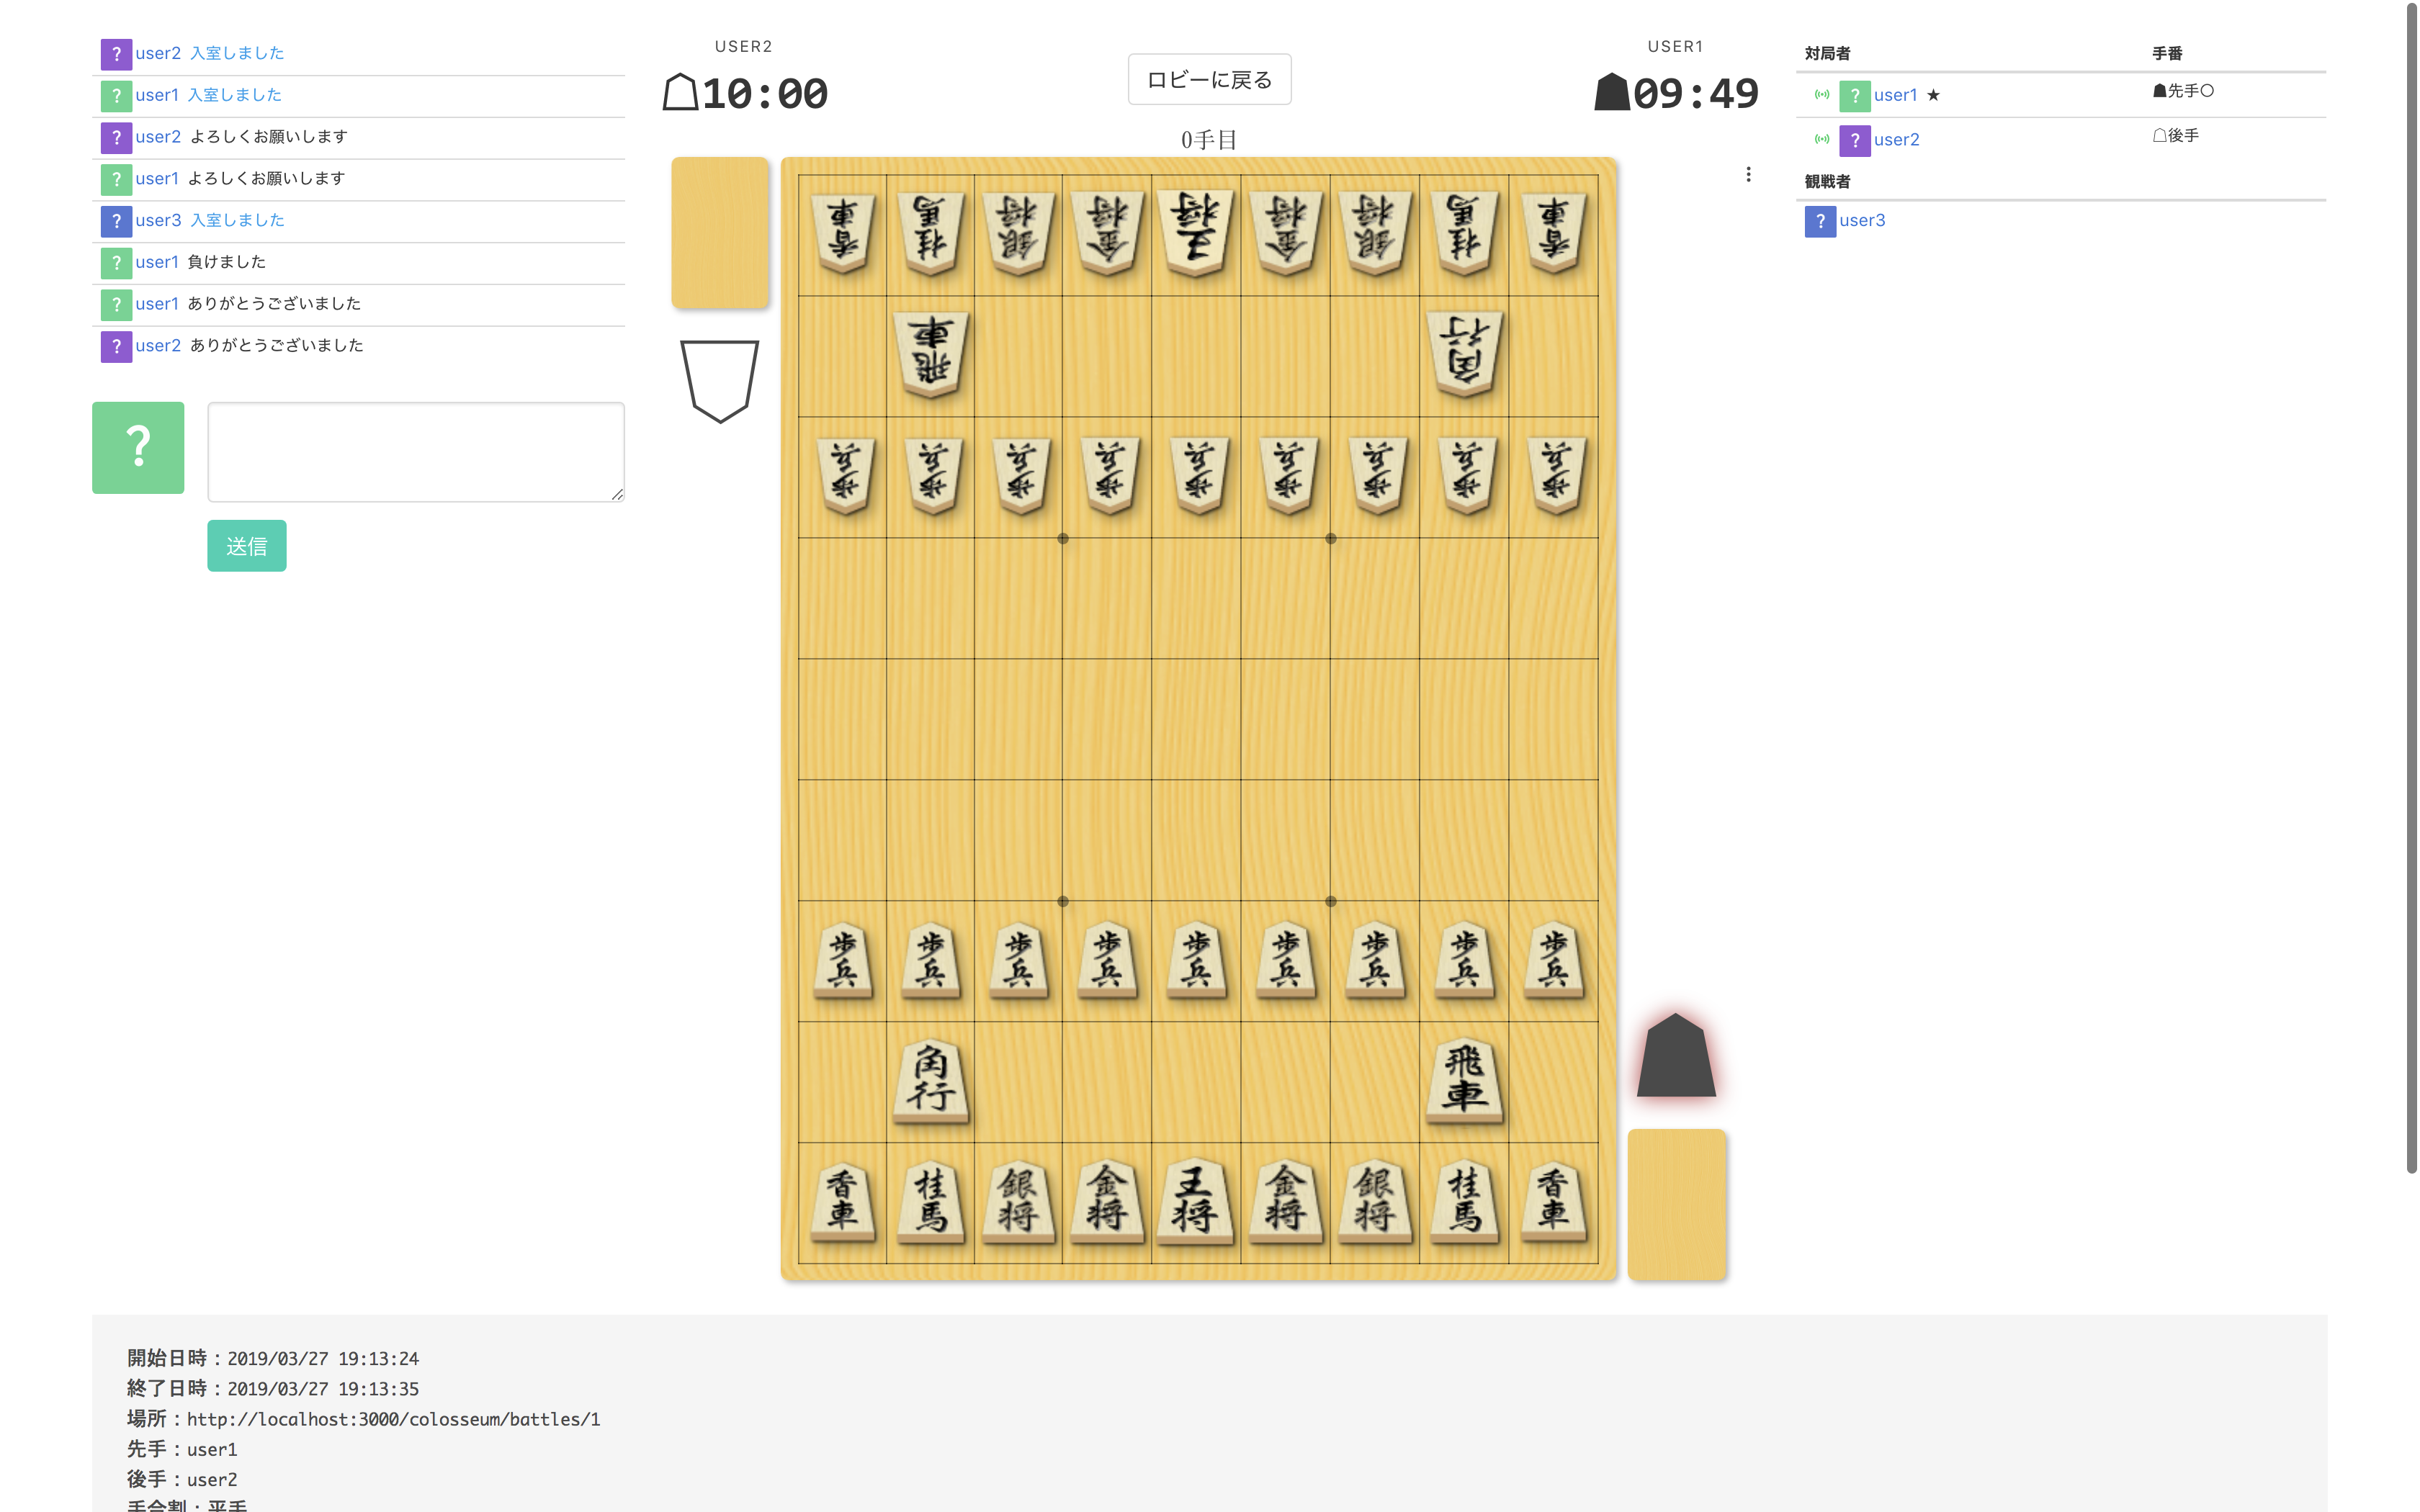 ? user2 入室しました
? user1 入室しました
? user2 よろしくお願いします
? user1 よろしくお願いします
? user3 入室しました
? user1 負けました
? user1 ありがとうございました
? user2 ありがとうございました
?
送信
USER2
☖10:00
ロビーに戻る
USER1
☗09:49
0手目
香車 桂馬 銀将 金将 王将 金将 銀将 桂馬 香車
飛車 角行
歩兵 歩兵 歩兵 歩兵 歩兵 歩兵 歩兵 歩兵 歩兵
歩兵 歩兵 歩兵 歩兵 歩兵 歩兵 歩兵 歩兵 歩兵
角行 飛車
香車 桂馬 銀将 金将 王将 金将 銀将 桂馬 香車
対局者 手番
? user1 ★ ☗先手○
? user2 ☖後手
観戦者
? user3
開始日時：2019/03/27 19:13:24
終了日時：2019/03/27 19:13:35
場所：http://localhost:3000/colosseum/battles/1
先手：user1
後手：user2
手合割：平手